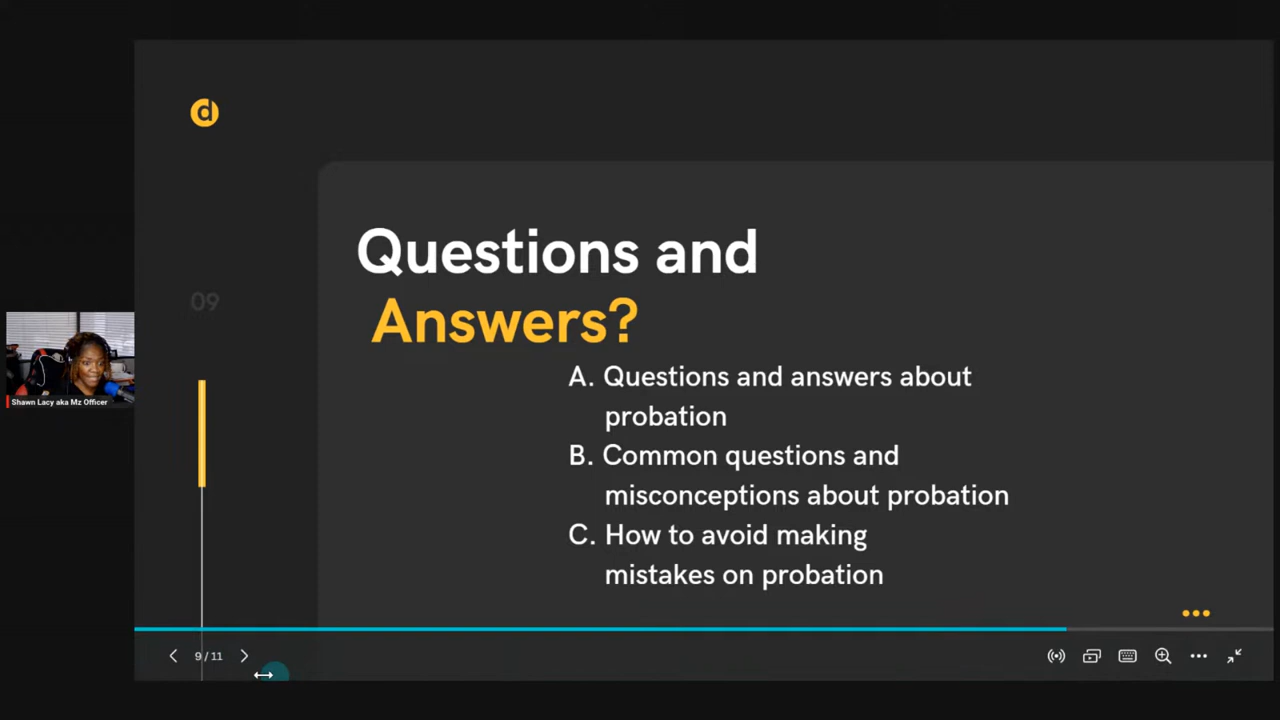 d
Questions and
Answers?
09
A. Questions and answers about
probation
B. Common questions and
misconceptions about probation
C. How to avoid making
mistakes on probation
Shawn Lacy aka Mz Officer
9 / 11